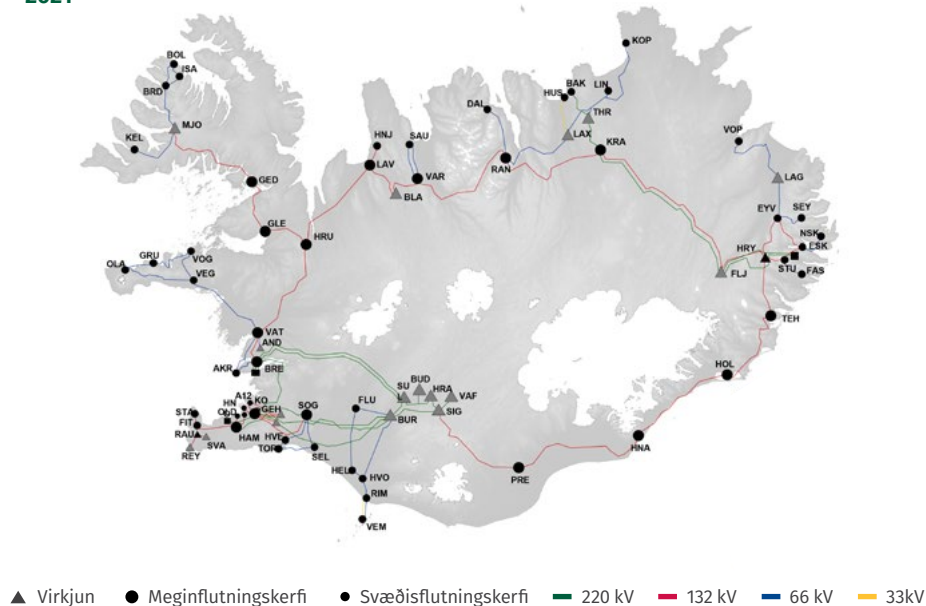 2021
KOP
BOL
ISA
BRD
BAK
LIN
HUS
DAL
THR
KEL
MJO
LAX
VOP
HNJ
SAU
KRA
LAV
VAR
RAN
GED
BLA
LAG
EYV
SEY
GLE
HRU
NSK
ESK
HRY
STU
FAS
FLJ
GRU
VOG
OLA
VEG
TEH
VAT
AND
AKR
BRE
HOL
BUD
SU
HRA
VAF
A12
KO
HN
GEH
SOG
FLU
SIG
STA
FIT
BUR
RAU
SVA
HAM
HVE
TOR
SEL
REY
HNA
HEL
HVO
PRE
RIM
VEM
Virkjun Meginflutningskerfi Svæðisflutningskerfi 220 kV 132 kV 66 kV 33kV